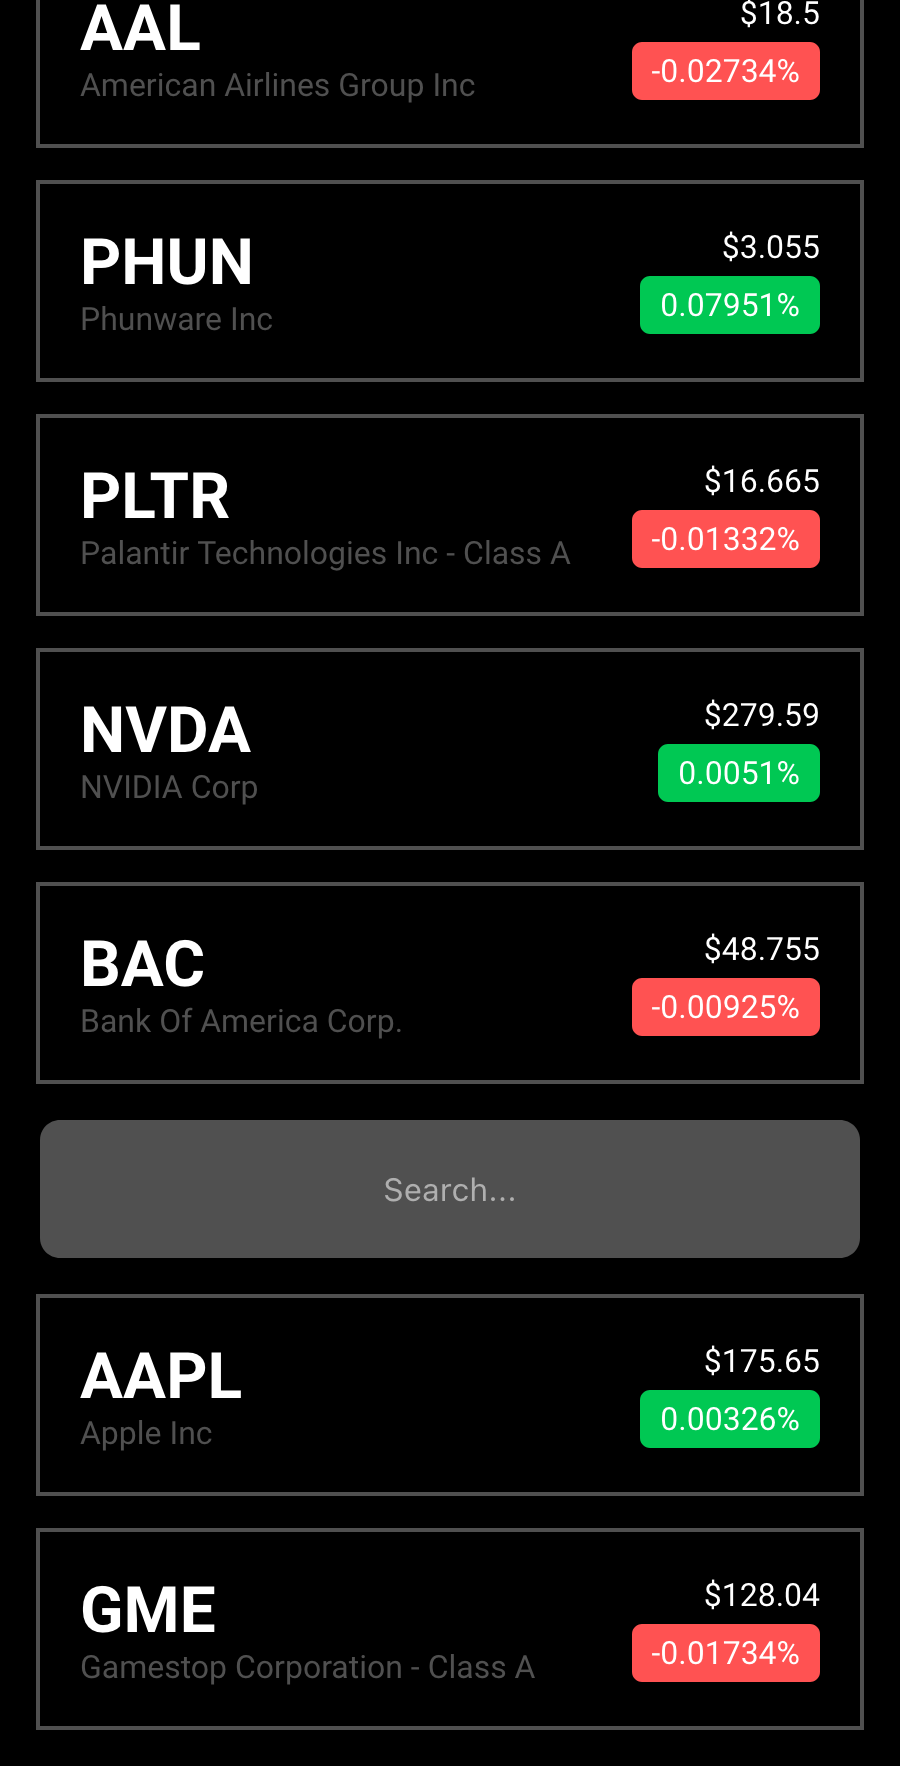 AAL
$18.5
American Airlines Group Inc
-0.02734%
PHUN
$3.055
Phunware Inc
0.07951%
PLTR
$16.665
Palantir Technologies Inc - Class A
-0.01332%
NVDA
$279.59
NVIDIA Corp
0.0051%
BAC
$48.755
Bank Of America Corp.
-0.00925%
Search...
AAPL
$175.65
Apple Inc
0.00326%
GME
$128.04
Gamestop Corporation - Class A
-0.01734%